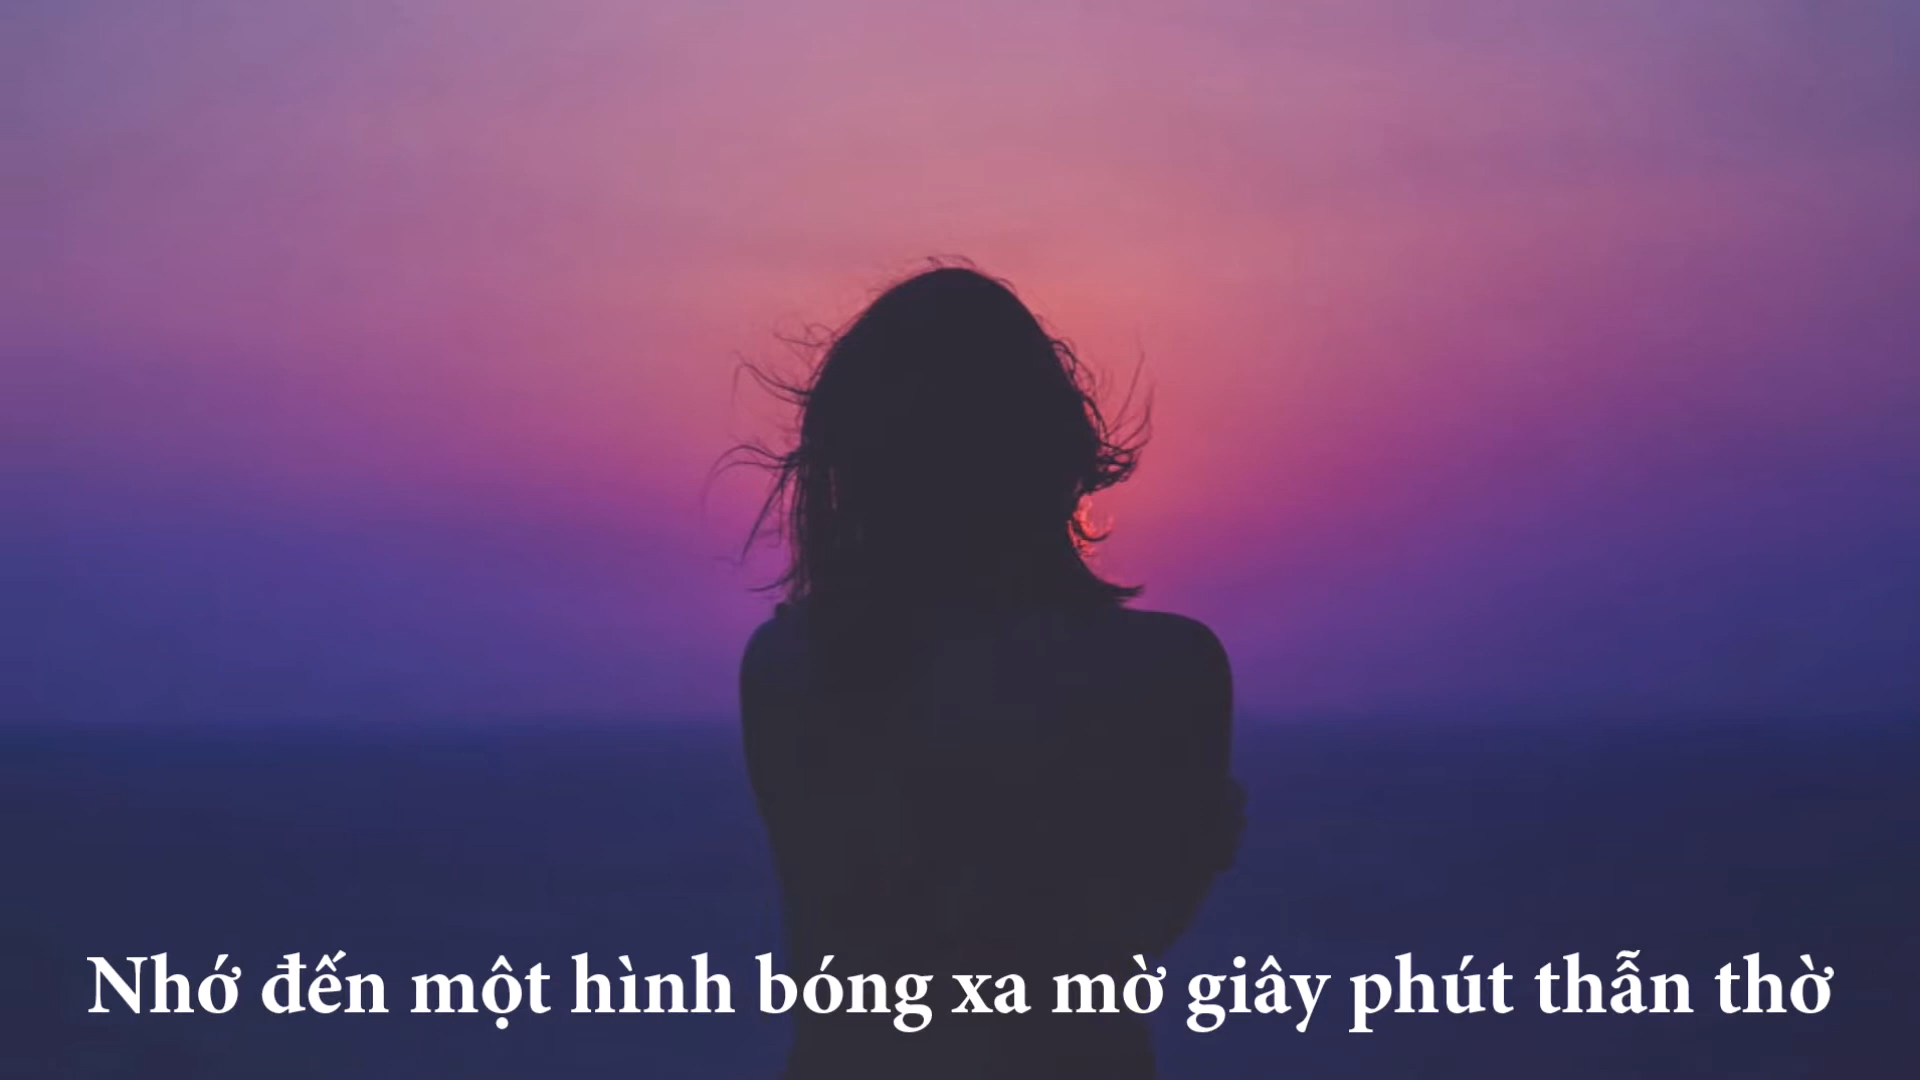 Nhớ đến một hình bóng xa mờ giây phút thẫn thờ